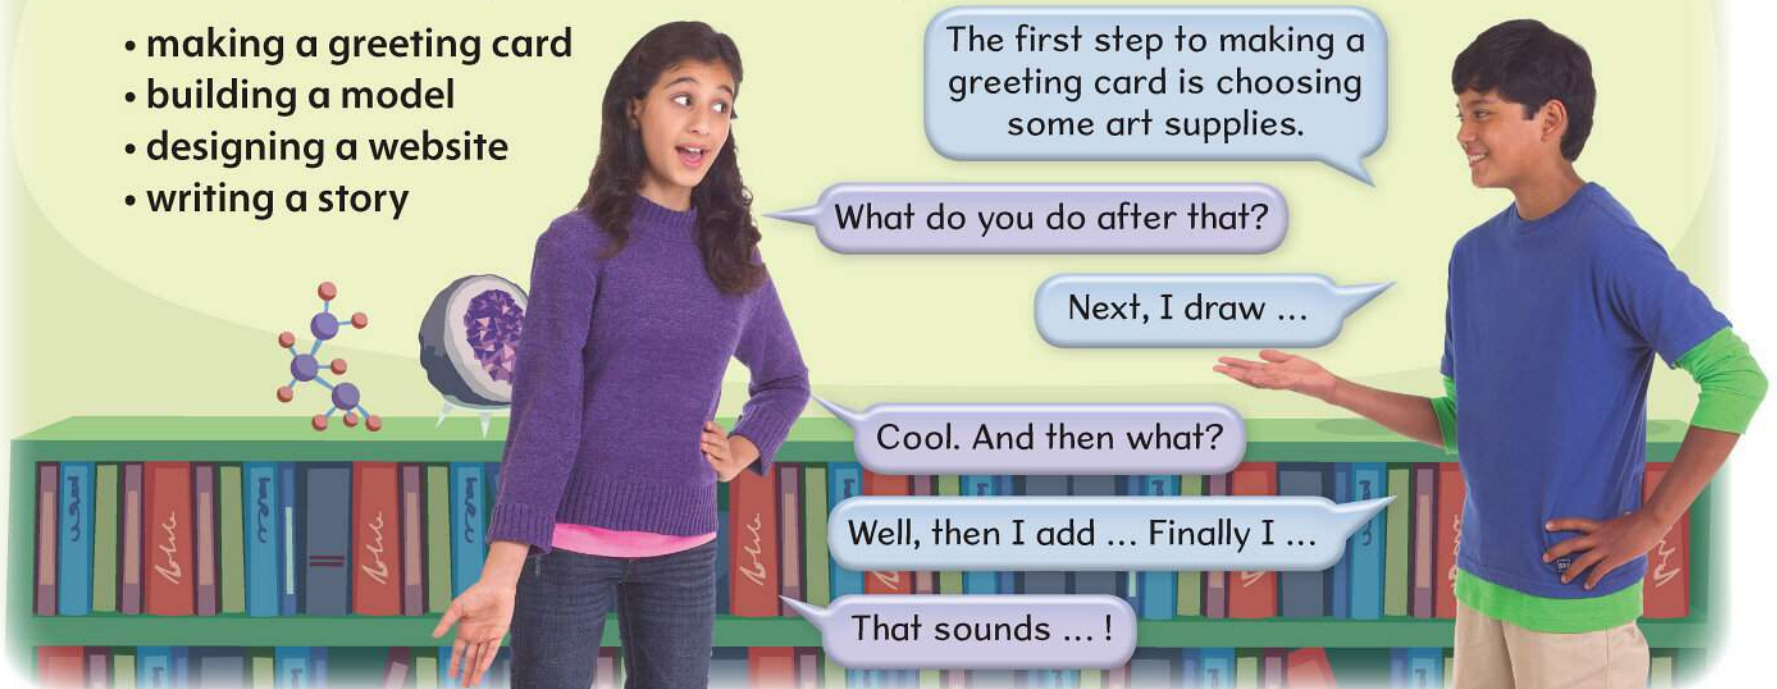 • making a greeting card
• building a model
• designing a website
• writing a story
The first step to making a
greeting card is choosing
some art supplies.
What do you do after that?
Next, I draw ...
Cool. And then what?
Well, then I add ... Finally I ...
That sounds ... !